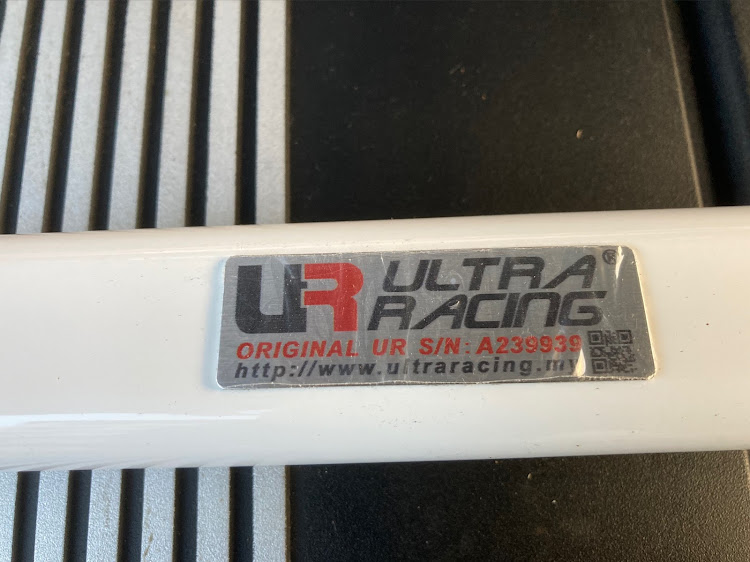 UR ULTRA ®
RACING
ORIGINAL UR S/N: A239939
http://www.ultraracing.my